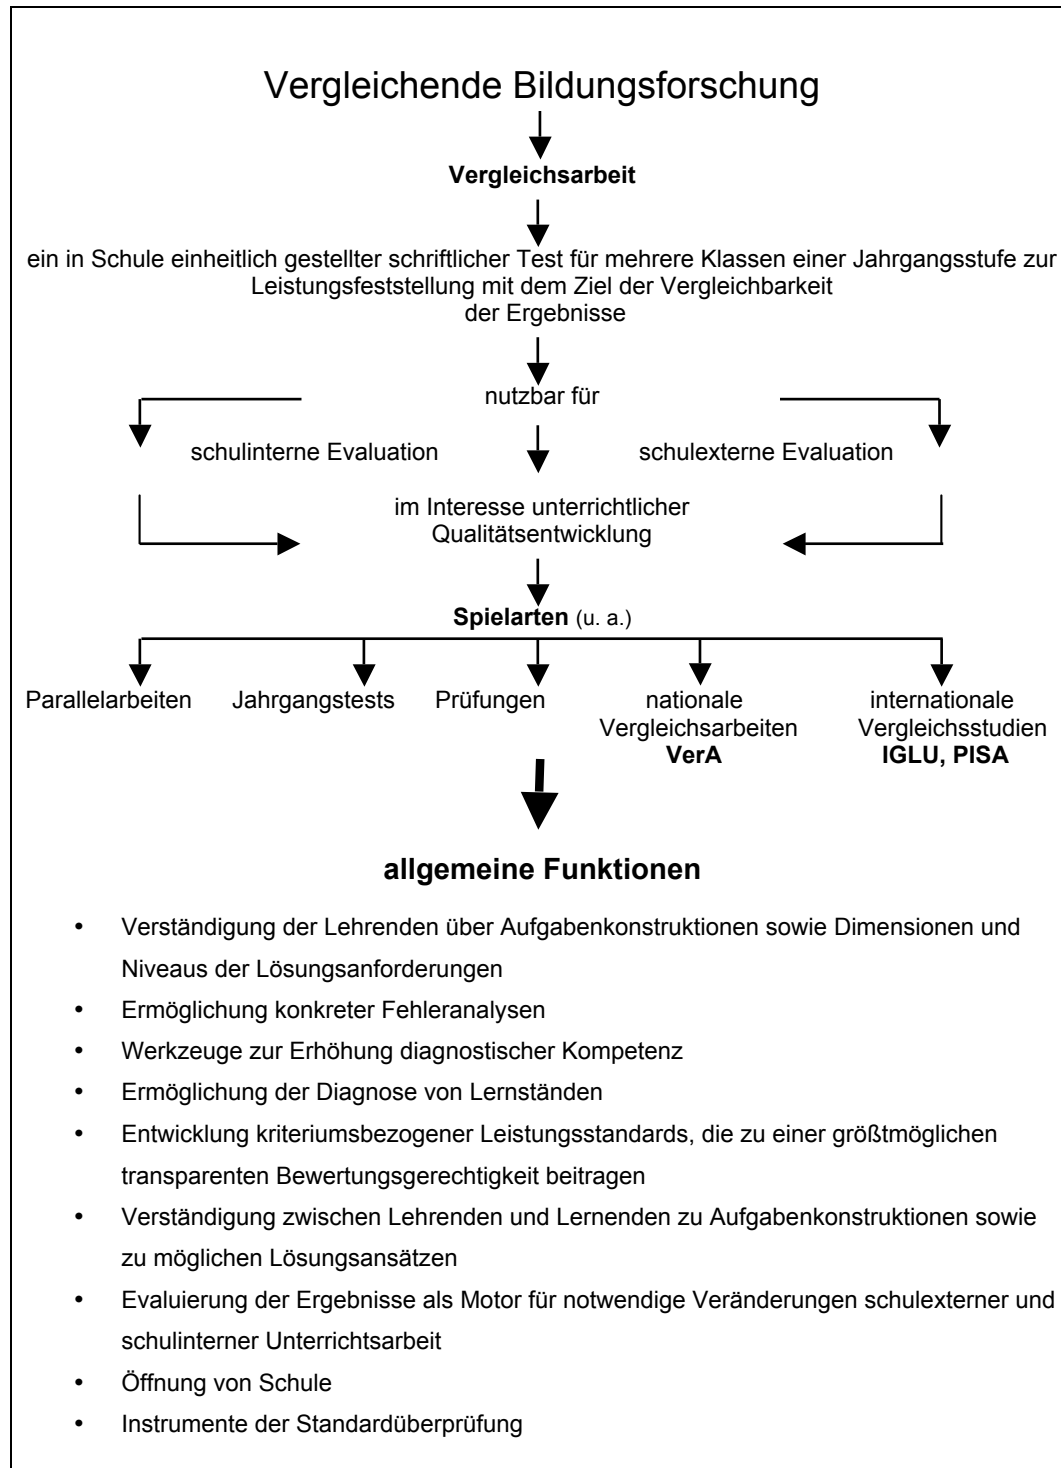 Vergleichende Bildungsforschung
Vergleichsarbeit
ein in Schule einheitlich gestellter schriftlicher Test für mehrere Klassen einer Jahrgangsstufe zur
Leistungsfeststellung mit dem Ziel der Vergleichbarkeit
der Ergebnisse
nutzbar für
schulinterne Evaluation schulexterne Evaluation
im Interesse unterrichtlicher
Qualitätsentwicklung
Spielarten (u. a.)
Parallelarbeiten Jahrgangstests Prüfungen nationale internationale
Vergleichsarbeiten Vergleichsstudien
VerA IGLU, PISA
allgemeine Funktionen
• Verständigung der Lehrenden über Aufgabenkonstruktionen sowie Dimensionen und
Niveaus der Lösungsanforderungen
• Ermöglichung konkreter Fehleranalysen
• Werkzeuge zur Erhöhung diagnostischer Kompetenz
• Ermöglichung der Diagnose von Lernständen
• Entwicklung kriteriumsbezogener Leistungsstandards, die zu einer größtmöglichen
transparenten Bewertungsgerechtigkeit beitragen
• Verständigung zwischen Lehrenden und Lernenden zu Aufgabenkonstruktionen sowie
zu möglichen Lösungsansätzen
• Evaluierung der Ergebnisse als Motor für notwendige Veränderungen schulexterner und
schulinterner Unterrichtsarbeit
• Öffnung von Schule
• Instrumente der Standardüberprüfung